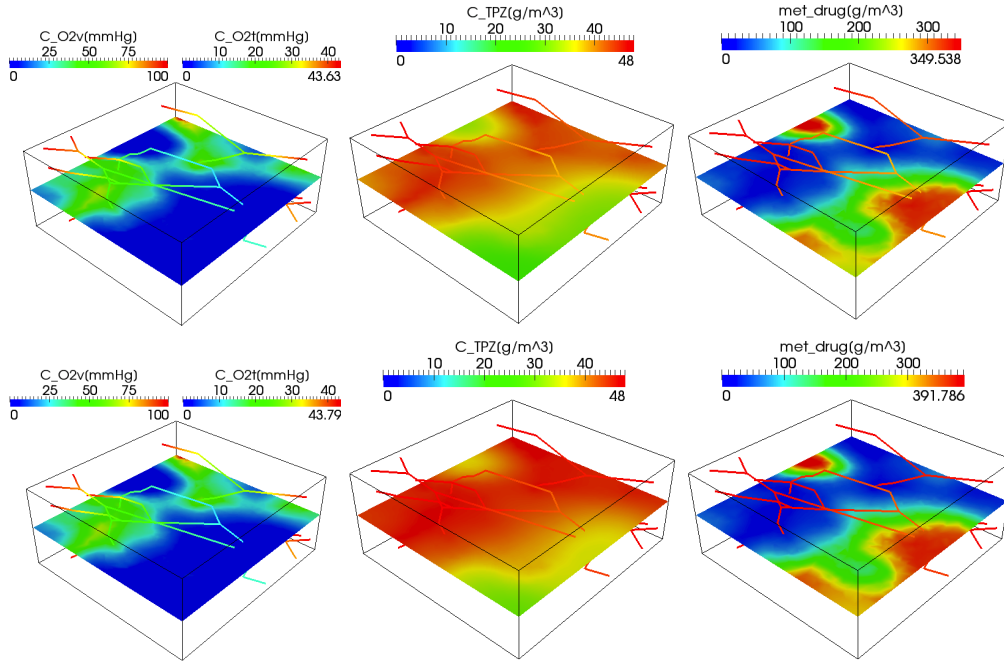 C_O2v(mmHg) C_O2t(mmHg)
25 50 75 10 20 30 40
0 100 0 43.63
C_TPZ(g/m^3)
10 20 30 40
0 48
met_drug(g/m^3)
100 200 300
0 349.538
C_O2v(mmHg) C_O2t(mmHg)
25 50 75 10 20 30 40
0 100 0 43.79
C_TPZ(g/m^3)
10 20 30 40
0 48
met_drug(g/m^3)
100 200 300
0 391.786